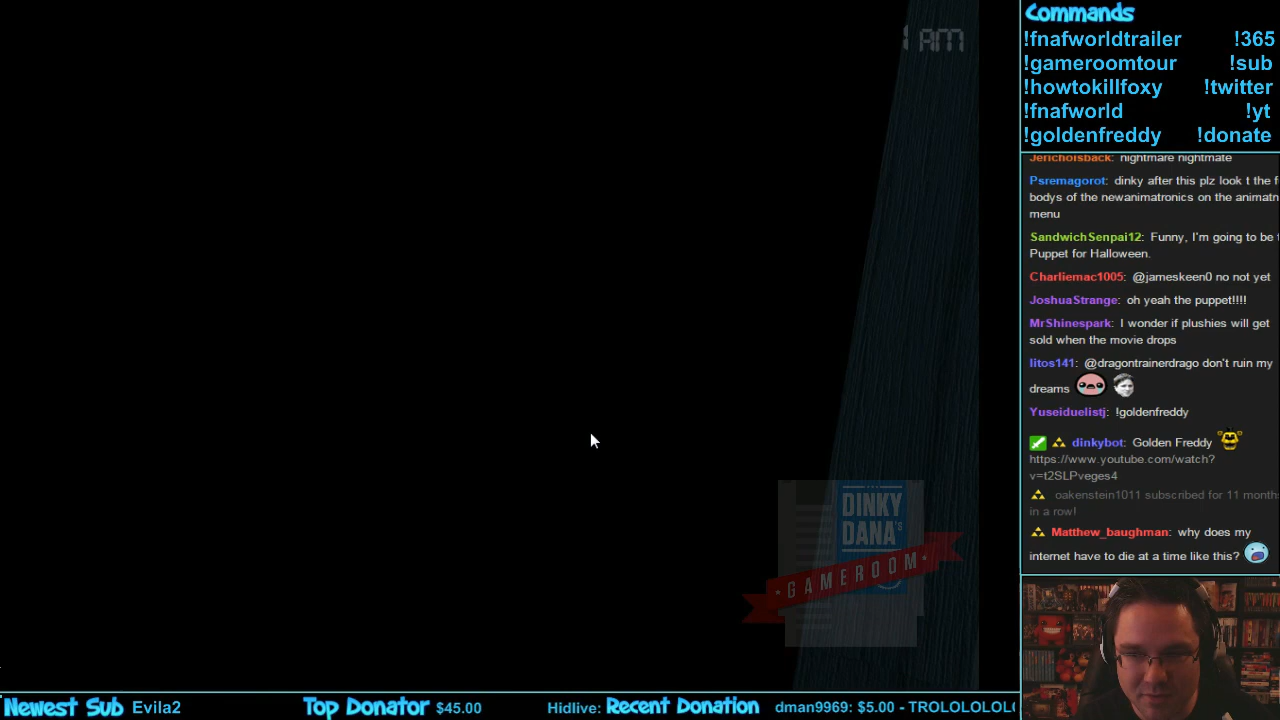 AM
Commands
!fnafworldtrailer !365
!gameroomtour !sub
!howtokillfoxy !twitter
!fnafworld !yt
!goldenfreddy !donate
Jerichoisback: nightmare nightmate
Psremagorot: dinky after this plz look t the f
bodys of the newanimatronics on the animatn
menu
SandwichSenpai12: Funny, I'm going to be t
Puppet for Halloween.
Charliemac1005: @jameskeen0 no not yet
JoshuaStrange: oh yeah the puppet!!!!
MrShinespark: I wonder if plushies will get
sold when the movie drops
litos141: @dragontrainerdrago don't ruin my
dreams
Yuseiduelistj: !goldenfreddy
dinkybot: Golden Freddy
https://www.youtube.com/watch?
v=t2SLPveges4
oakenstein1011 subscribed for 11 months
in a row!
Matthew_baughman: why does my
internet have to die at a time like this?
DINKY
DANA's
GAMEROOM
Newest Sub Evila2 Top Donator $45.00 Hidlive: Recent Donation dman9969: $5.00 - TROLOLOLOL